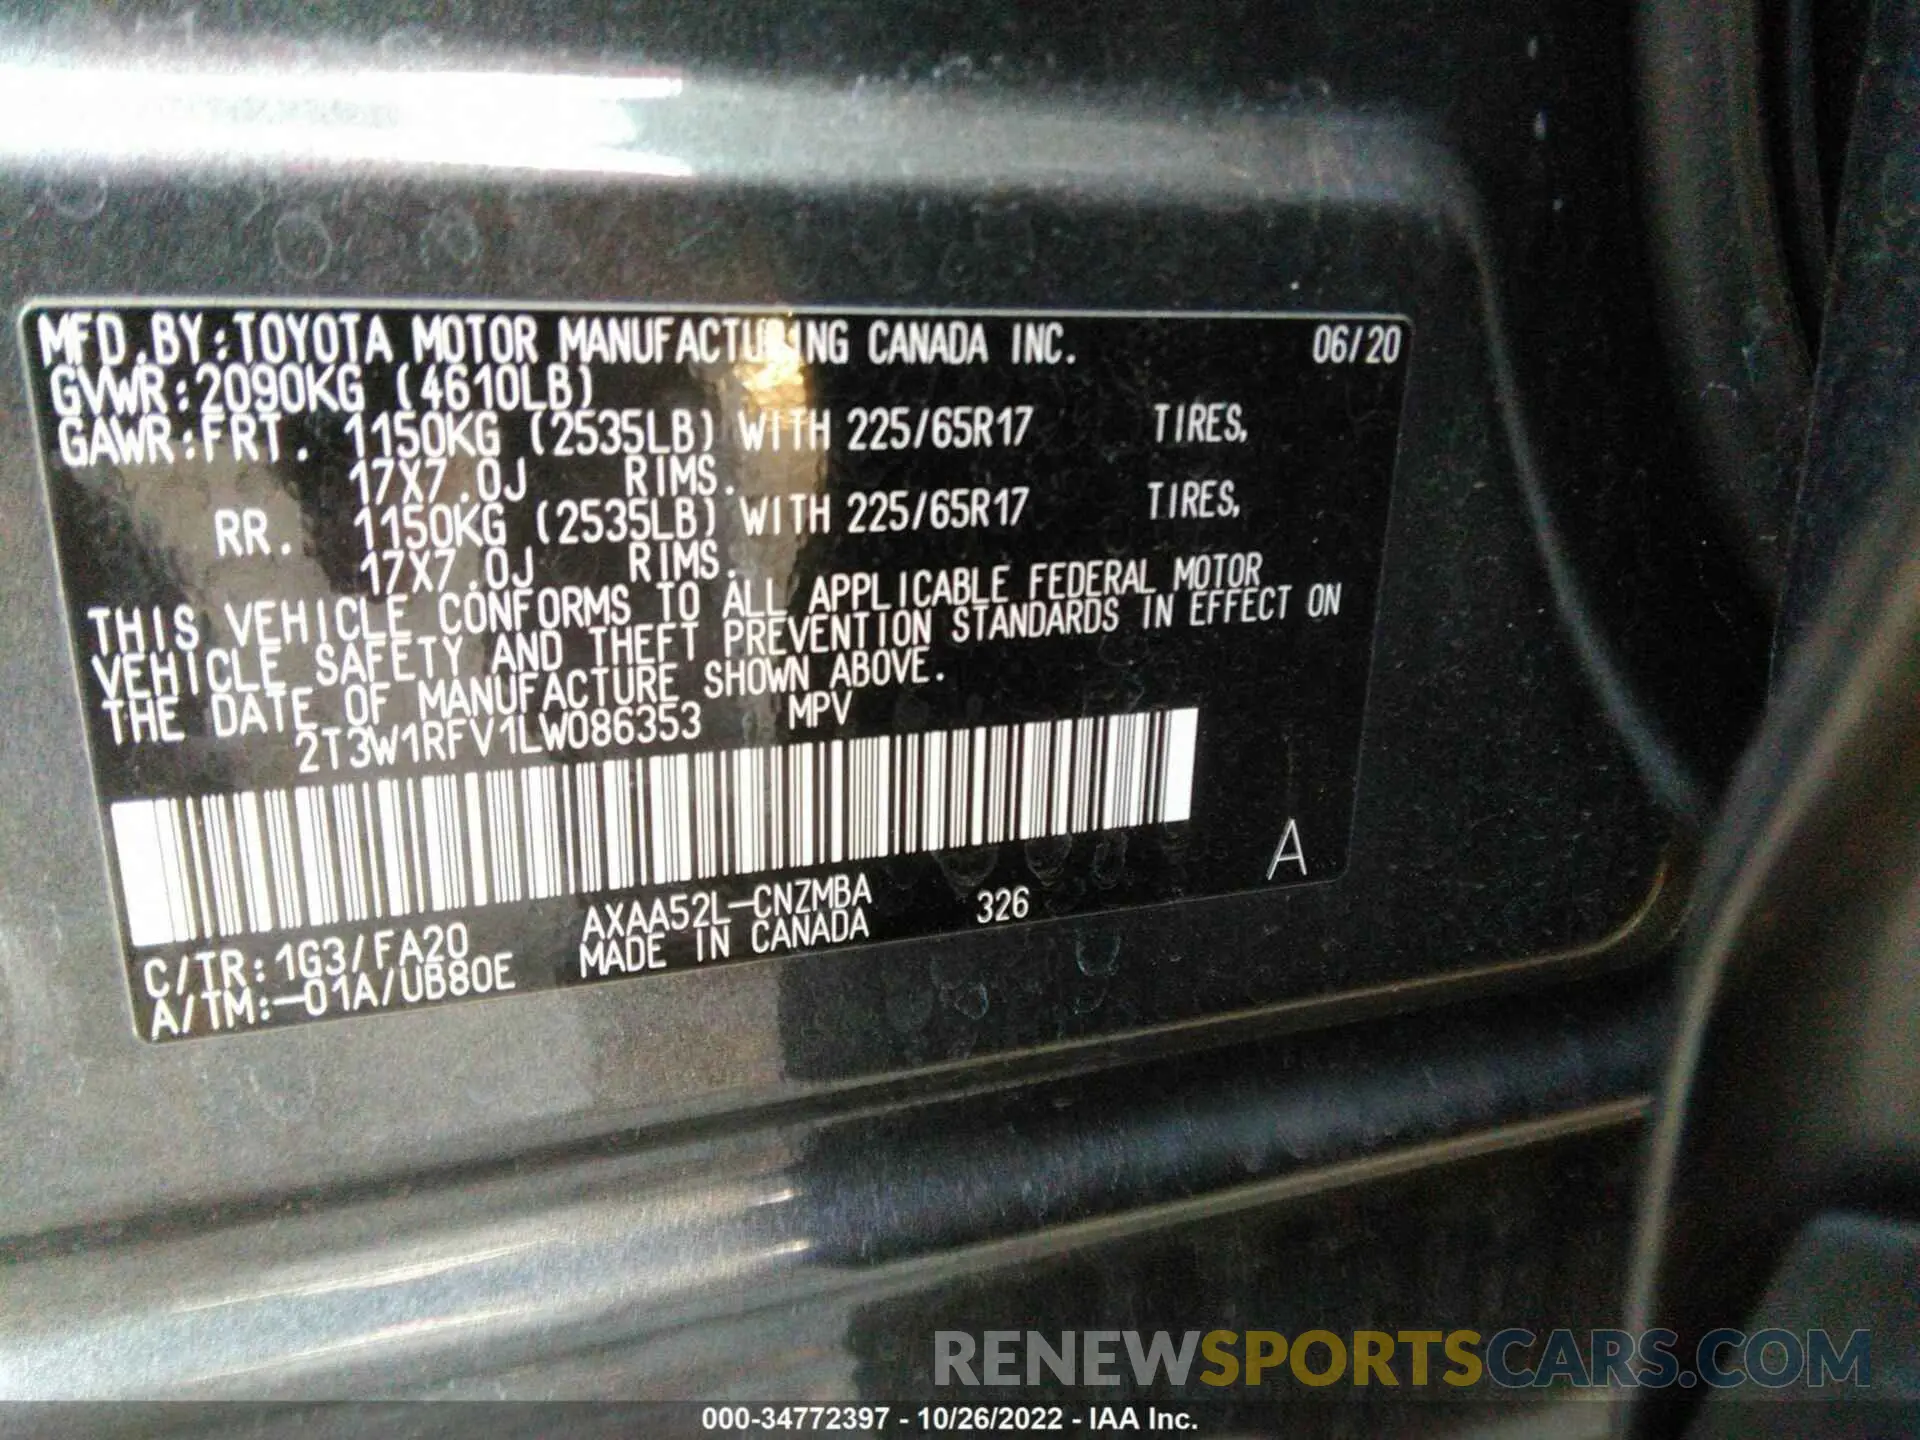 MFD.BY:TOYOTA MOTOR MANUFACTURING CANADA INC. 06/20
GVWR:2090KG (4610LB)
GAWR:FRT. 1150KG (2535LB) WITH 225/65R17 TIRES,
17X7.0J RIMS.
RR. 1150KG (2535LB) WITH 225/65R17 TIRES,
17X7.0J RIMS.
THIS VEHICLE CONFORMS TO ALL APPLICABLE FEDERAL MOTOR
VEHICLE SAFETY AND THEFT PREVENTION STANDARDS IN EFFECT ON
THE DATE OF MANUFACTURE SHOWN ABOVE.
2T3W1RFV1LW086353 MPV
A
C/TR:1G3/FA20 AXAA52L-CNZMBA 326
A/TM:-01A/UB80E MADE IN CANADA
RENEWSPORTSCARS.COM
000-34772397 - 10/26/2022 - IAA Inc.